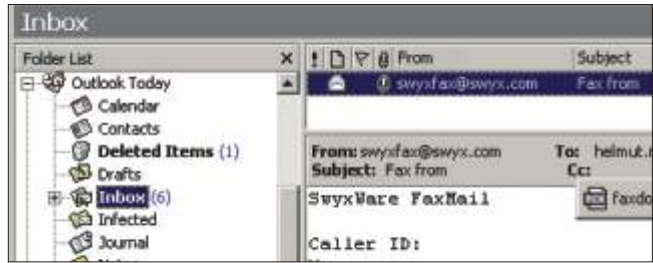 Inbox
Folder List
! From Subject
Outlook Today
swyxfax@swyx.com Fax from
Calendar
Contacts
Deleted Items (1)
Drafts
Inbox (6)
Infected
Journal
From: swyxfax@swyx.com To: helmut.
Subject: Fax from Cc:
faxdo
SwyxWare FaxMail
Caller ID: